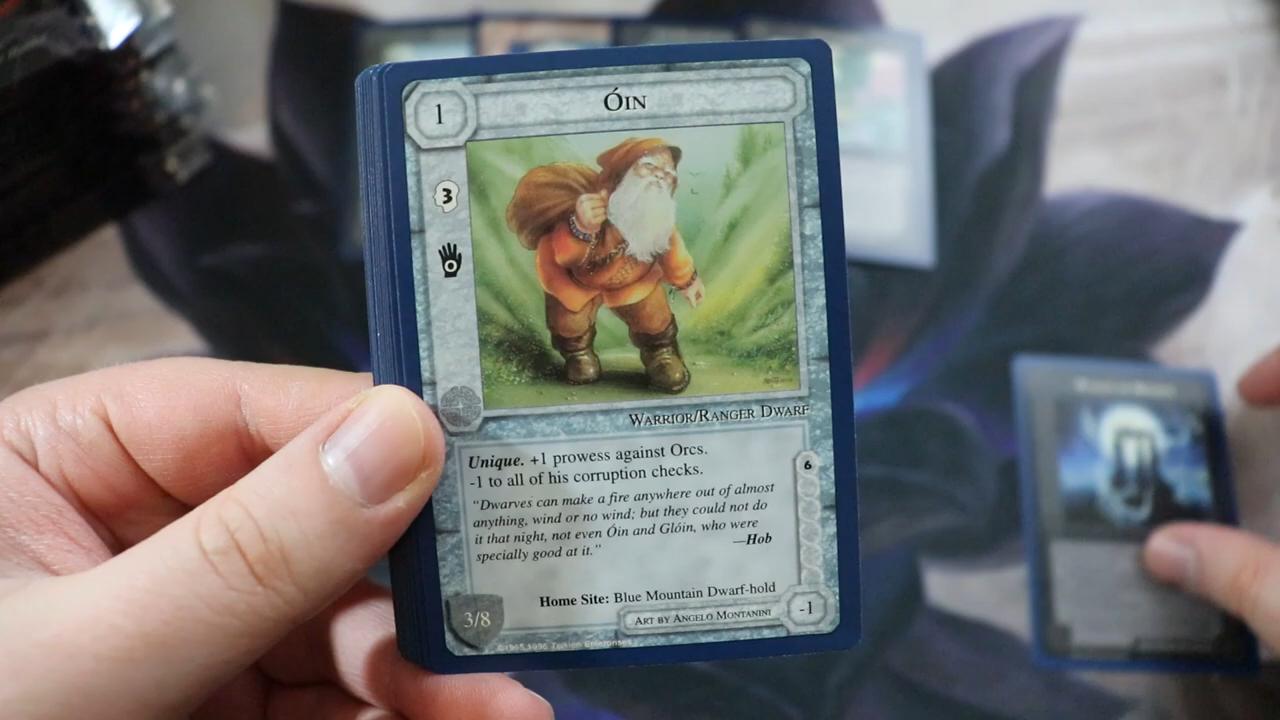 1
ÓIN
3
WARRIOR/RANGER DWARF
Unique. +1 prowess against Orcs.
-1 to all of his corruption checks.
6
"Dwarves can make a fire anywhere out of almost
anything, wind or no wind; but they could not do
it that night, not even Óin and Glóin, who were
specially good at it."
—Hob
Home Site: Blue Mountain Dwarf-hold
3/8
ART BY ANGELO MONTANINI
-1
Tolkien Enterprises